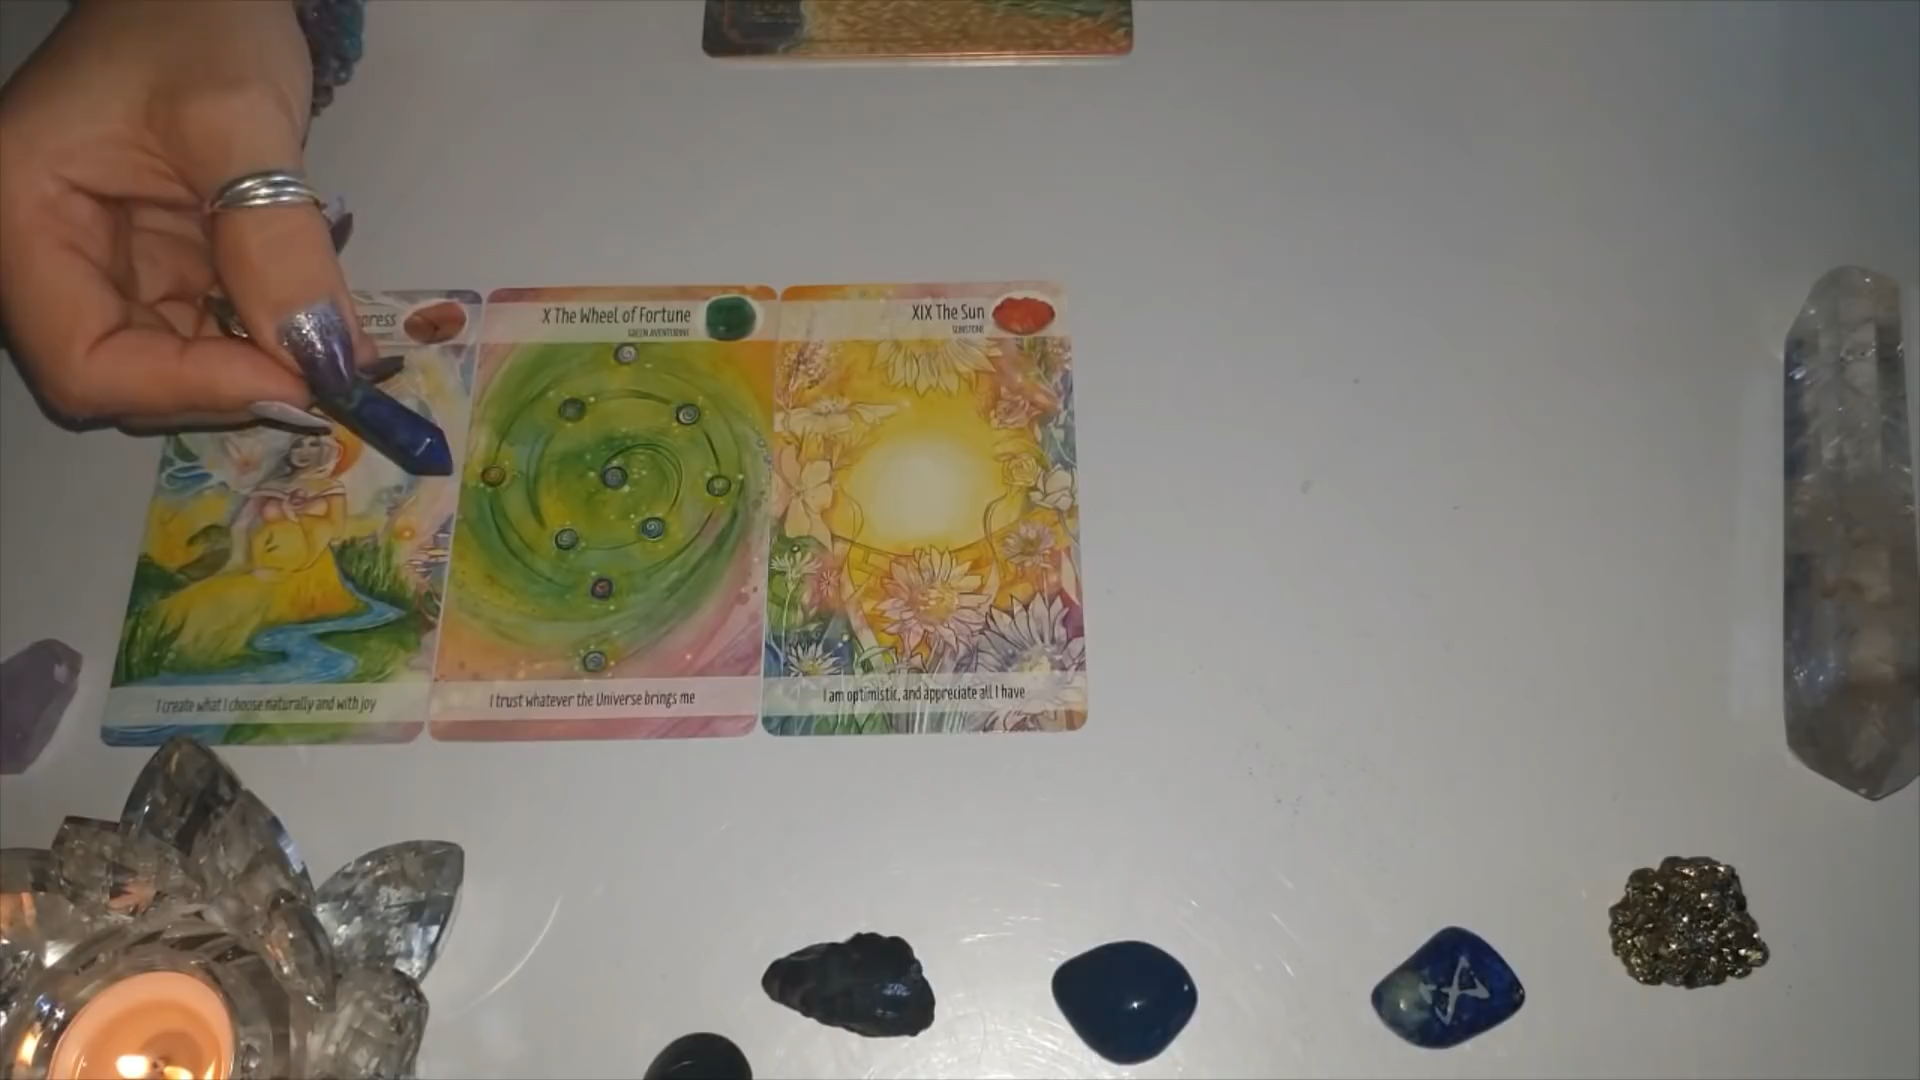 press
X The Wheel of Fortune
GREEN AVENTURINE
XIX The Sun
SUNSTONE
I create what I choose naturally and with joy
I trust whatever the Universe brings me
I am optimistic, and appreciate all I have